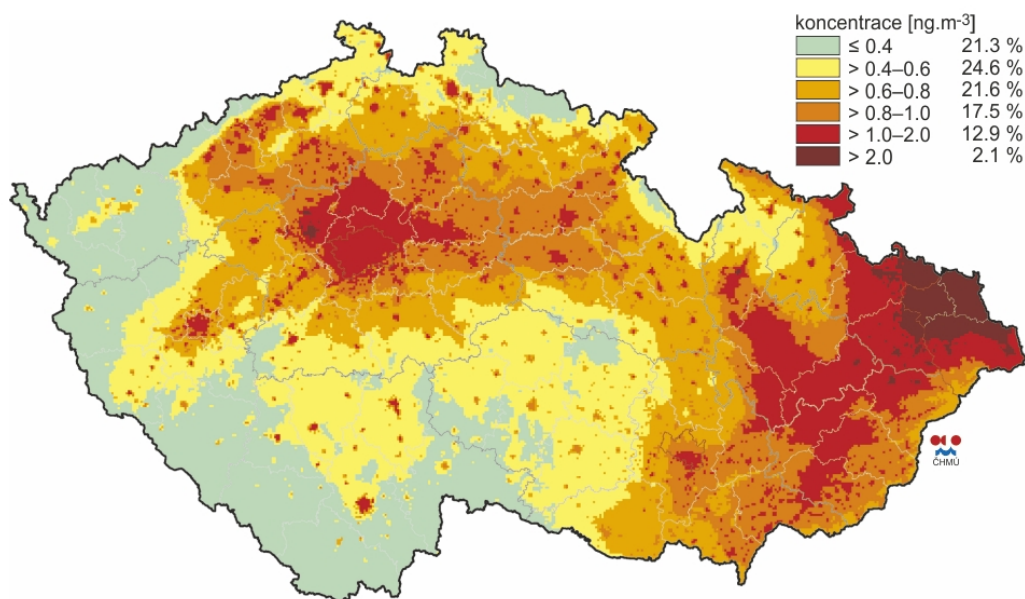 koncentrace [ng.m-3]
≤ 0.4 21.3 %
> 0.4–0.6 24.6 %
> 0.6–0.8 21.6 %
> 0.8–1.0 17.5 %
> 1.0–2.0 12.9 %
> 2.0 2.1 %
ČHMÚ